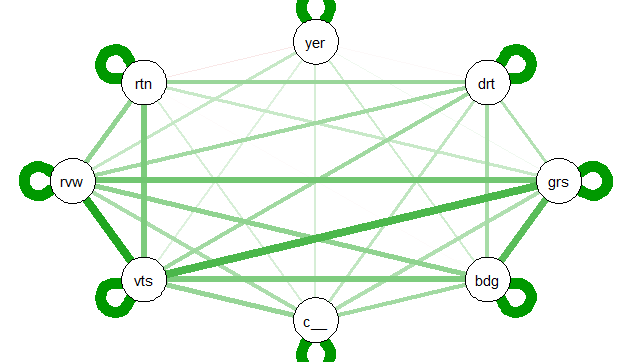 yer
rtn
drt
rvw
grs
vts
bdg
c__